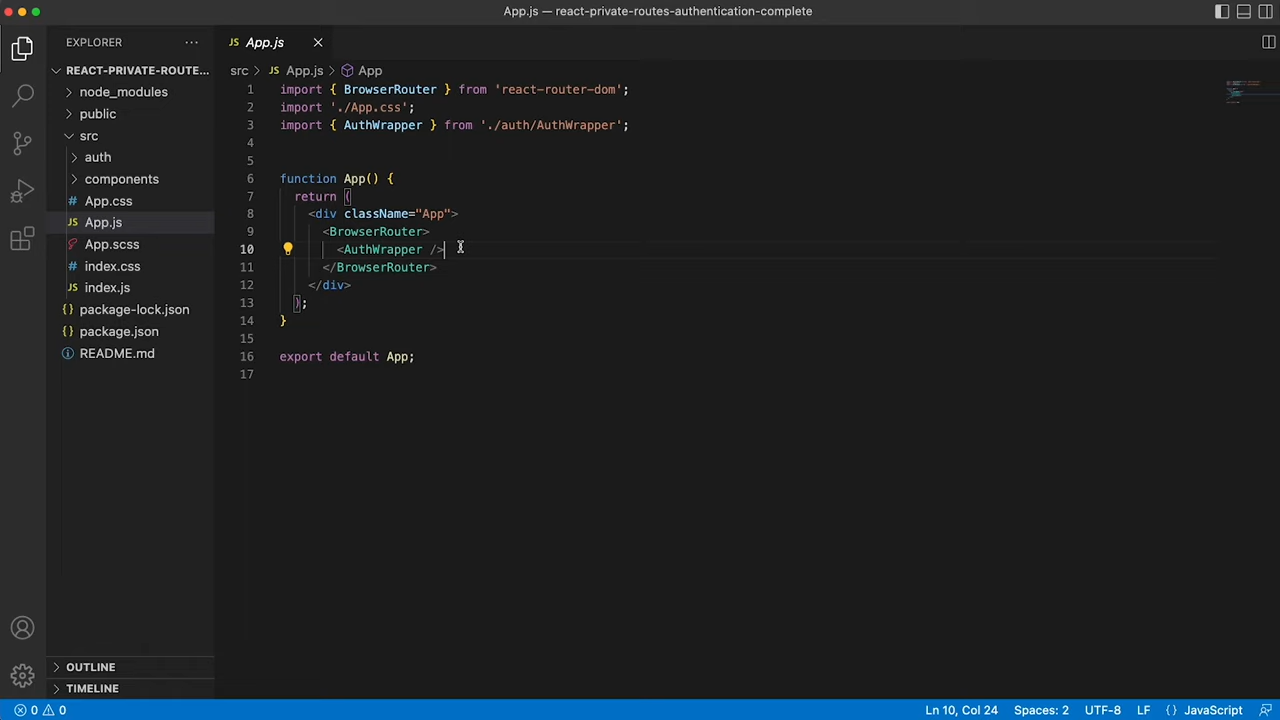 App.js — react-private-routes-authentication-complete
EXPLORER
REACT-PRIVATE-ROUTE...
node_modules
public
src
auth
components
# App.css
JS App.js
App.scss
# index.css
JS index.js
{} package-lock.json
{} package.json
README.md
OUTLINE
TIMELINE
JS App.js
src > JS App.js > App
1 import { BrowserRouter } from 'react-router-dom';
2 import './App.css';
3 import { AuthWrapper } from './auth/AuthWrapper';
4
5
6 function App() {
7 return (
8 <div className="App">
9 <BrowserRouter>
10 <AuthWrapper />
11 </BrowserRouter>
12 </div>
13 );
14 }
15
16 export default App;
17
0 0
Ln 10, Col 24 Spaces: 2 UTF-8 LF {} JavaScript